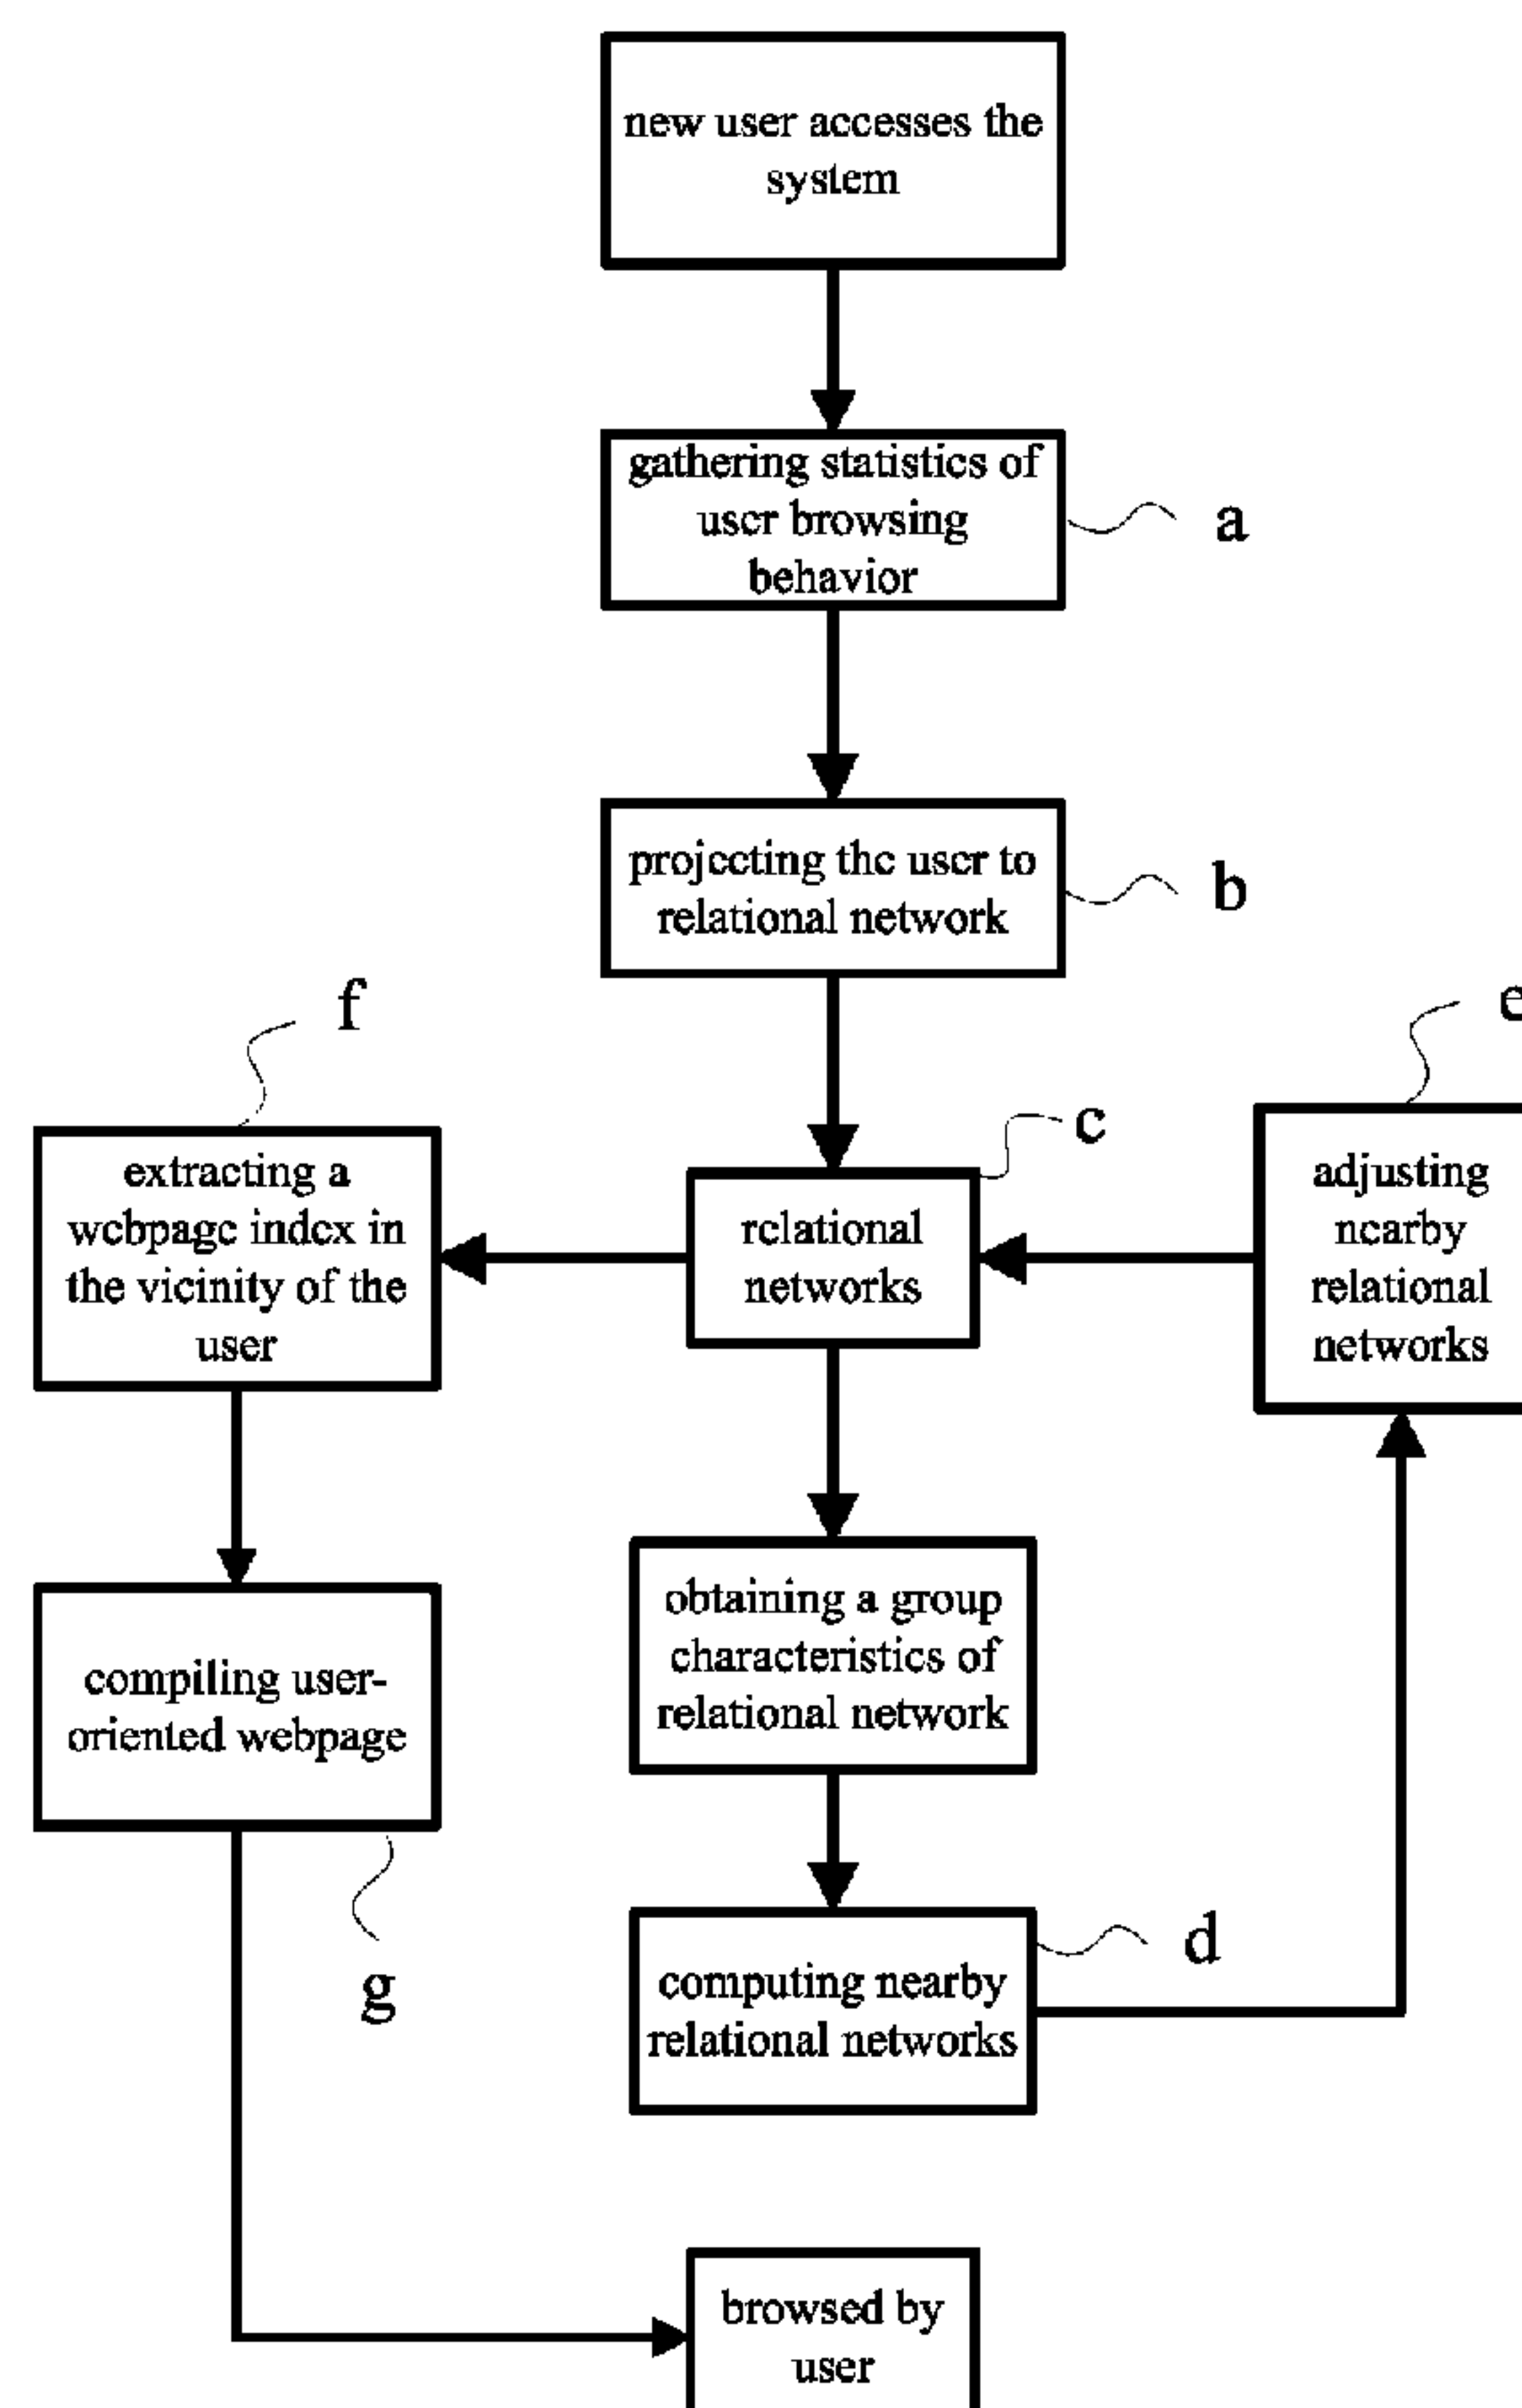 new user accesses the
system
gathering statistics of
user browsing
behavior
a
projecting the user to
relational network
b
f
e
c
extracting a
webpage index in
the vicinity of the
user
relational
networks
adjusting
nearby
relational
networks
obtaining a group
characteristics of
relational network
compiling user-
oriented webpage
g
computing nearby
relational networks
d
browsed by
user